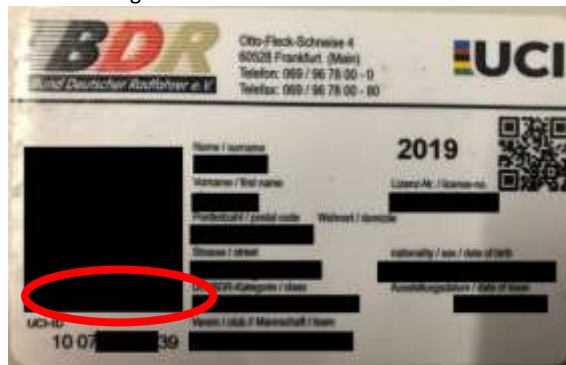 BDR
Bund Deutscher Radfahrer e.V.
Otto-Fleck-Schneise 4
60528 Frankfurt (Main)
Telefon: 069 / 96 78 00 - 0
Telefax: 069 / 96 78 00 - 80
UCI
Name / surname
2019
Vorname / first name
Lizenz-Nr. / license-no.
Postleitzahl / postal code Wohnort / domicile
Strasse / street
nationality / sex / date of birth
-Kategorie / class
Ausstellungsdatum / date of issue
UCI-ID
Verein / club // Mannschaft / team
10 07 39